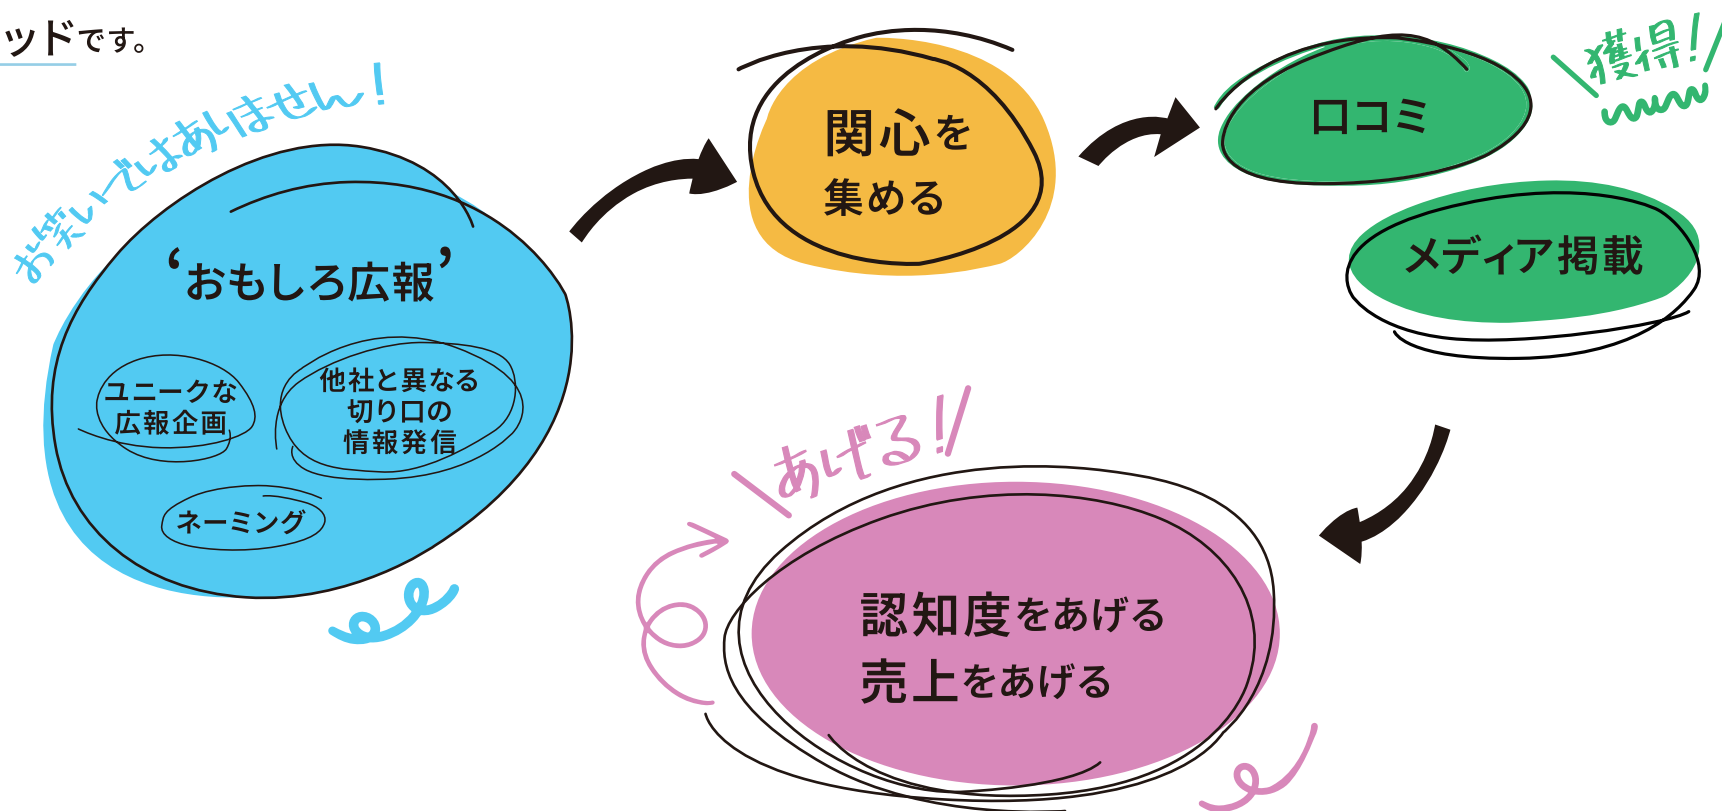 ッドです。
お笑いではありません！
‘おもしろ広報’
ユニークな
広報企画
他社と異なる
切り口の
情報発信
ネーミング
関心を
集める
口コミ
獲得！！
メディア掲載
あげる！！
認知度をあげる
売上をあげる